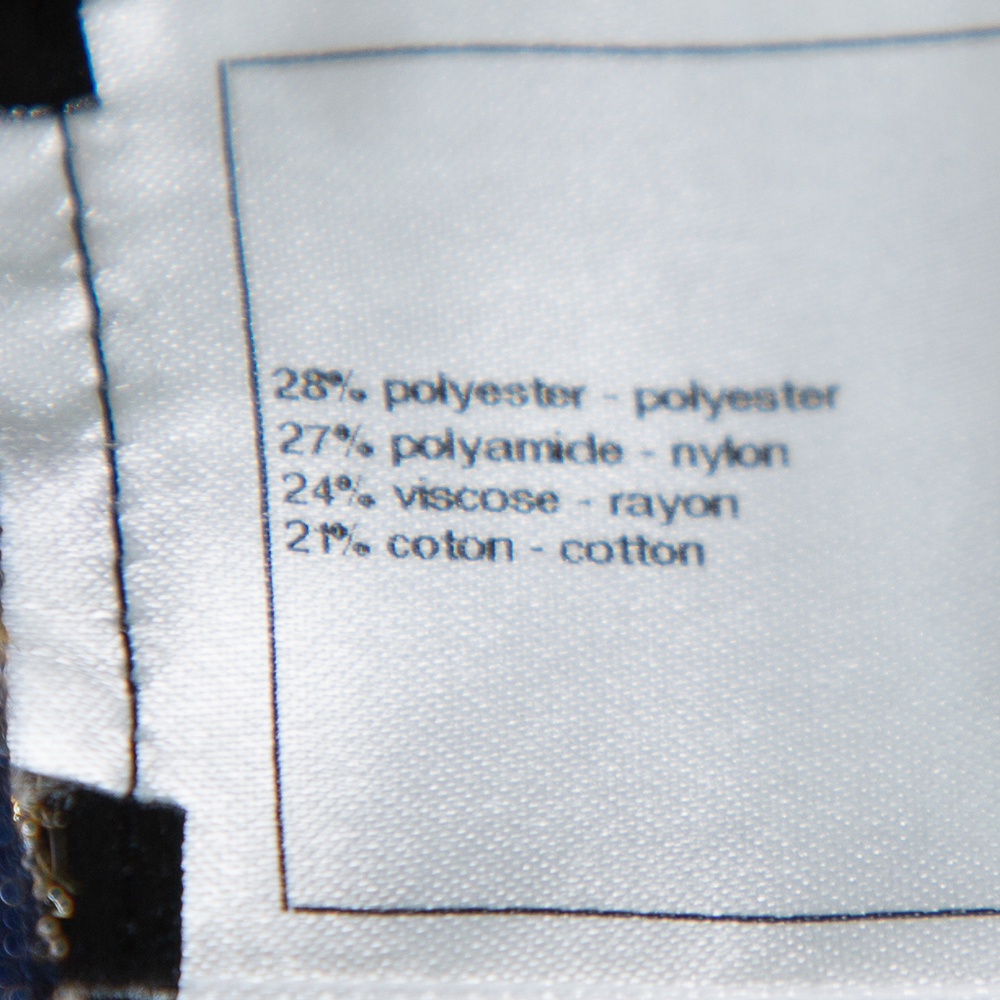 28% polyester - polyester
27% polyamide - nylon
24% viscose - rayon
21% coton - cotton